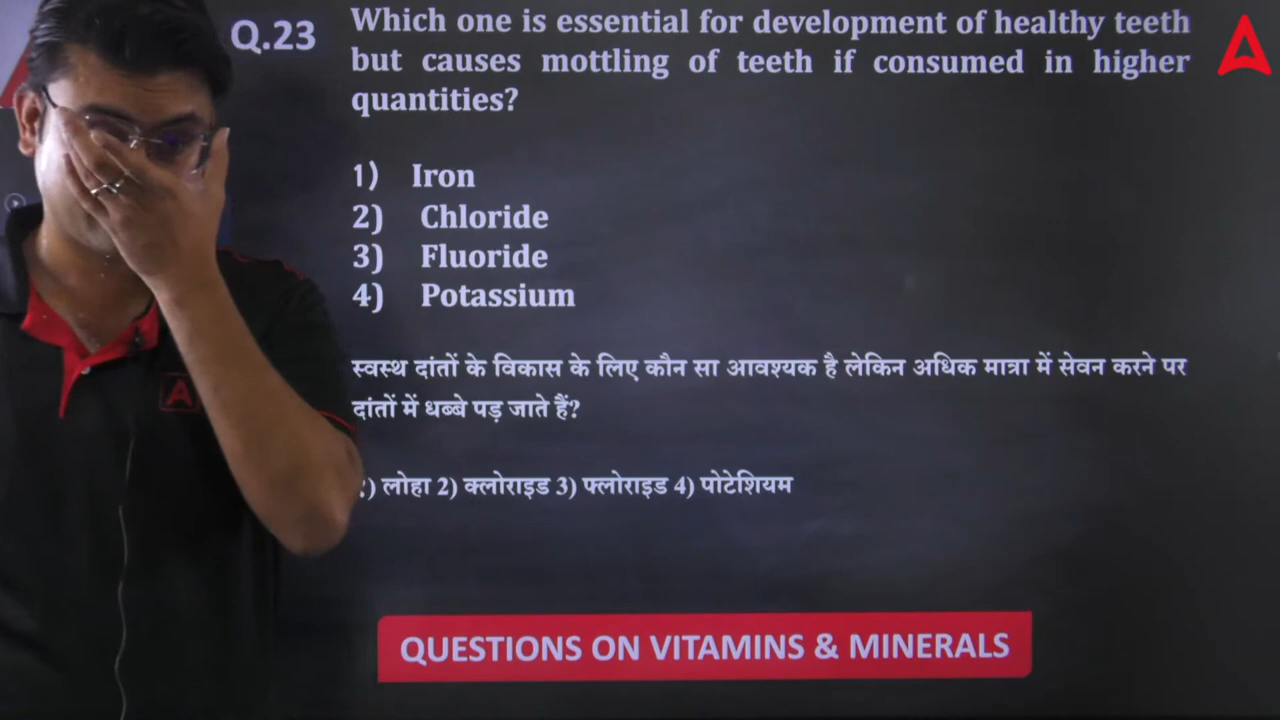 Q.23
Which one is essential for development of healthy teeth
but causes mottling of teeth if consumed in higher
quantities?
1) Iron
2) Chloride
3) Fluoride
4) Potassium
स्वस्थ दांतों के विकास के लिए कौन सा आवश्यक है लेकिन अधिक मात्रा में सेवन करने पर
दांतों में धब्बे पड़ जाते हैं?
) लोहा 2) क्लोराइड 3) फ्लोराइड 4) पोटेशियम
QUESTIONS ON VITAMINS & MINERALS